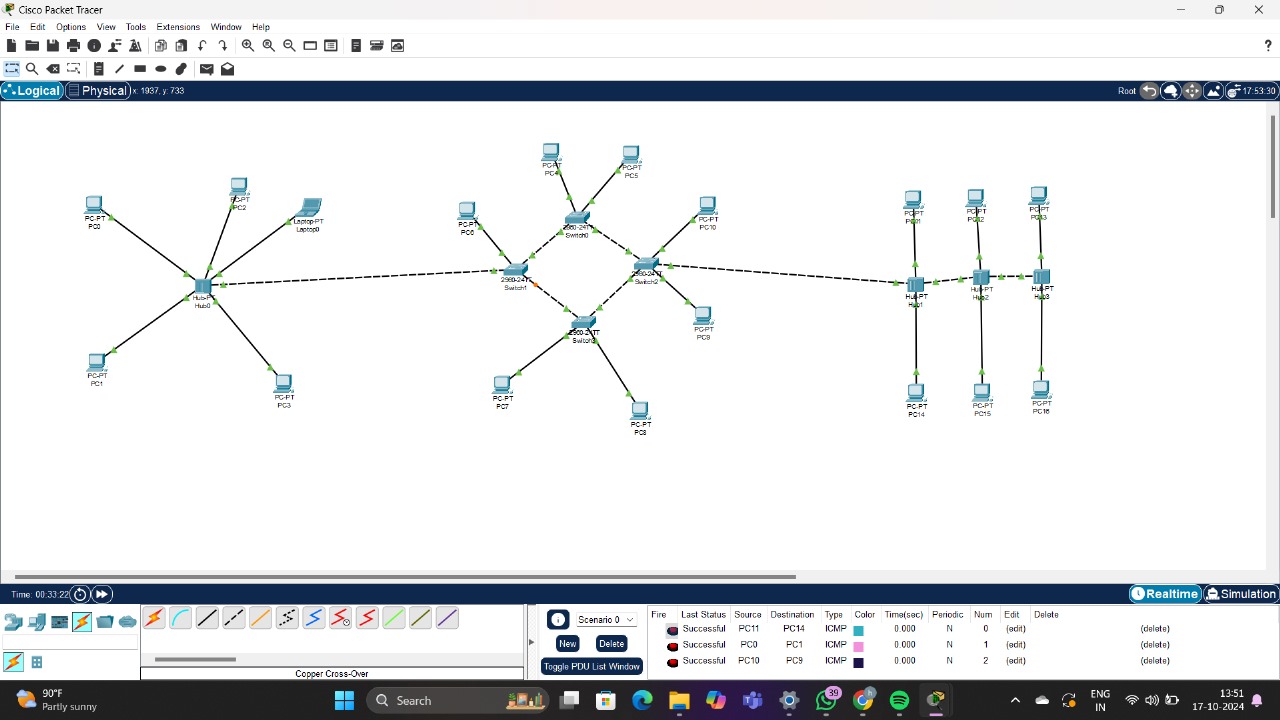 Cisco Packet Tracer
File Edit Options View Tools Extensions Window Help
?
Logical Physical x: 1937, y: 733 Root 17:53:30
PC-PT
PC0
PC-PT
PC2
Laptop-PT
Laptop0
Hub-PT
Hub0
PC-PT
PC1
PC-PT
PC3
PC-PT
PC4
PC-PT
PC5
PC-PT
PC-PT
PC10
2960-24TT
Switch0
2960-24TT
Switch1
2960-24TT
Switch2
2960-24TT
PC-PT
PC9
PC-PT
PC7
PC-PT
PC-PT
PC-PT
PC-PT
Hub-PT
Hub1
Hub-PT
Hub2
Hub-PT
Hub3
PC-PT
PC14
PC-PT
PC15
PC-PT
PC16
Time: 00:33:22 Realtime Simulation
Scenario 0
New Delete
Toggle PDU List Window
Copper Cross-Over
Fire Last Status Source Destination Type Color Time(sec) Periodic Num Edit Delete
Successful PC11 PC14 ICMP 0.000 N 0 (edit) (delete)
Successful PC0 PC1 ICMP 0.000 N 1 (edit) (delete)
Successful PC10 PC9 ICMP 0.000 N 2 (edit) (delete)
90°F
Partly sunny
Search
39
ENG
IN
13:51
17-10-2024